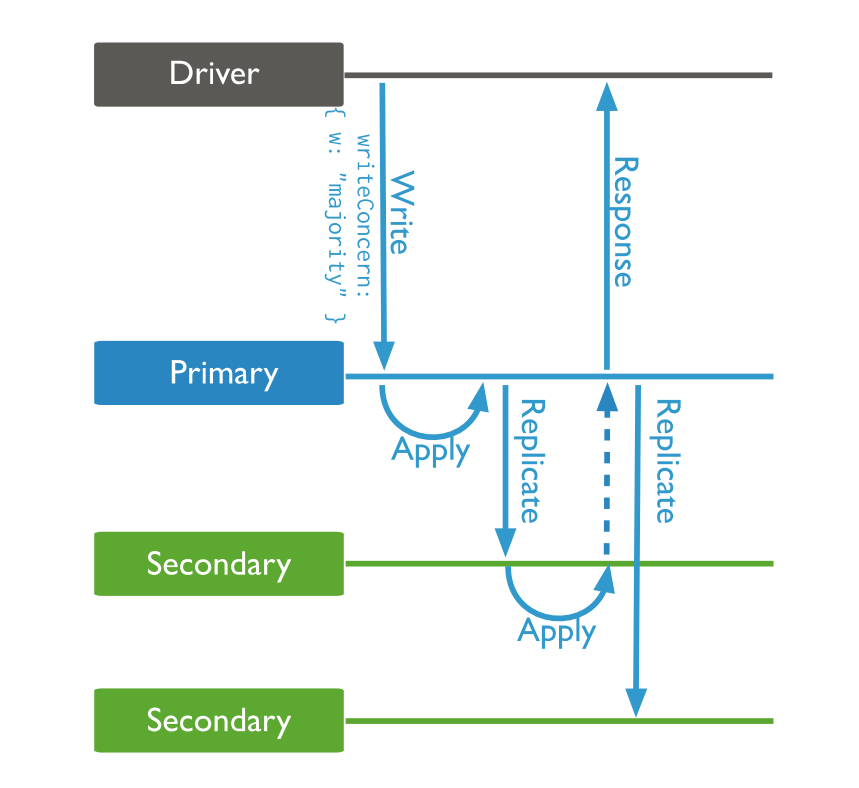 Driver
Write
writeConcern:
{ w: ”majority” }
Response
Primary
Apply
Replicate
Replicate
Secondary
Apply
Secondary